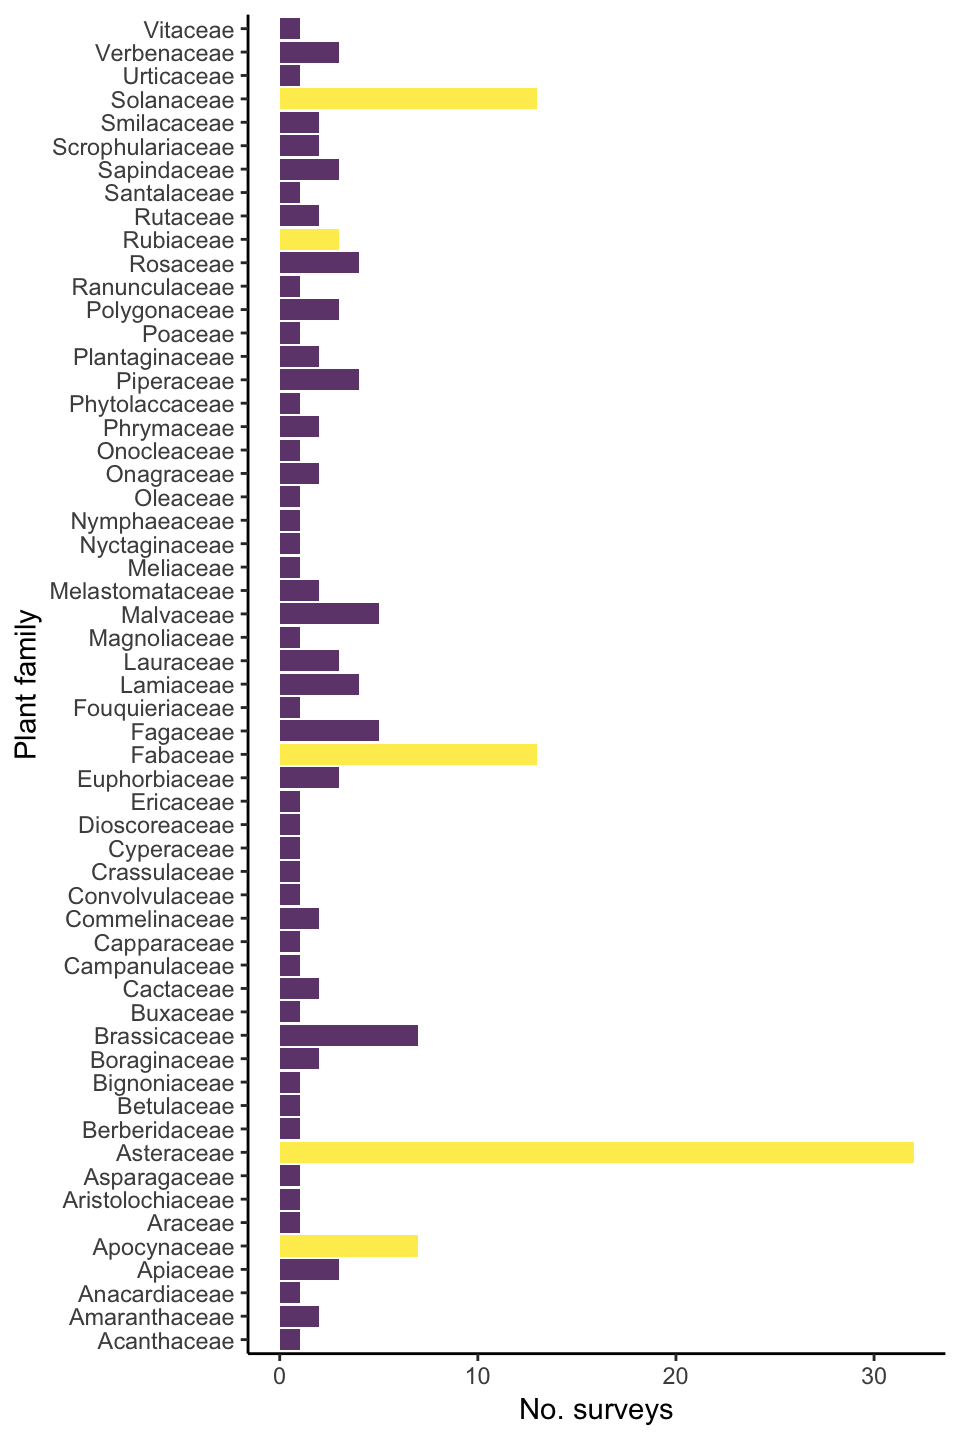 Vitaceae
Verbenaceae
Urticaceae
Solanaceae
Smilacaceae
Scrophulariaceae
Sapindaceae
Santalaceae
Rutaceae
Rubiaceae
Rosaceae
Ranunculaceae
Polygonaceae
Poaceae
Plantaginaceae
Piperaceae
Phytolaccaceae
Phrymaceae
Onocleaceae
Onagraceae
Oleaceae
Nymphaeaceae
Nyctaginaceae
Meliaceae
Melastomataceae
Malvaceae
Magnoliaceae
Lauraceae
Lamiaceae
Fouquieriaceae
Fagaceae
Fabaceae
Euphorbiaceae
Ericaceae
Dioscoreaceae
Cyperaceae
Crassulaceae
Convolvulaceae
Commelinaceae
Capparaceae
Campanulaceae
Cactaceae
Buxaceae
Brassicaceae
Boraginaceae
Bignoniaceae
Betulaceae
Berberidaceae
Asteraceae
Asparagaceae
Aristolochiaceae
Araceae
Apocynaceae
Apiaceae
Anacardiaceae
Amaranthaceae
Acanthaceae
Plant family
0 10 20 30
No. surveys